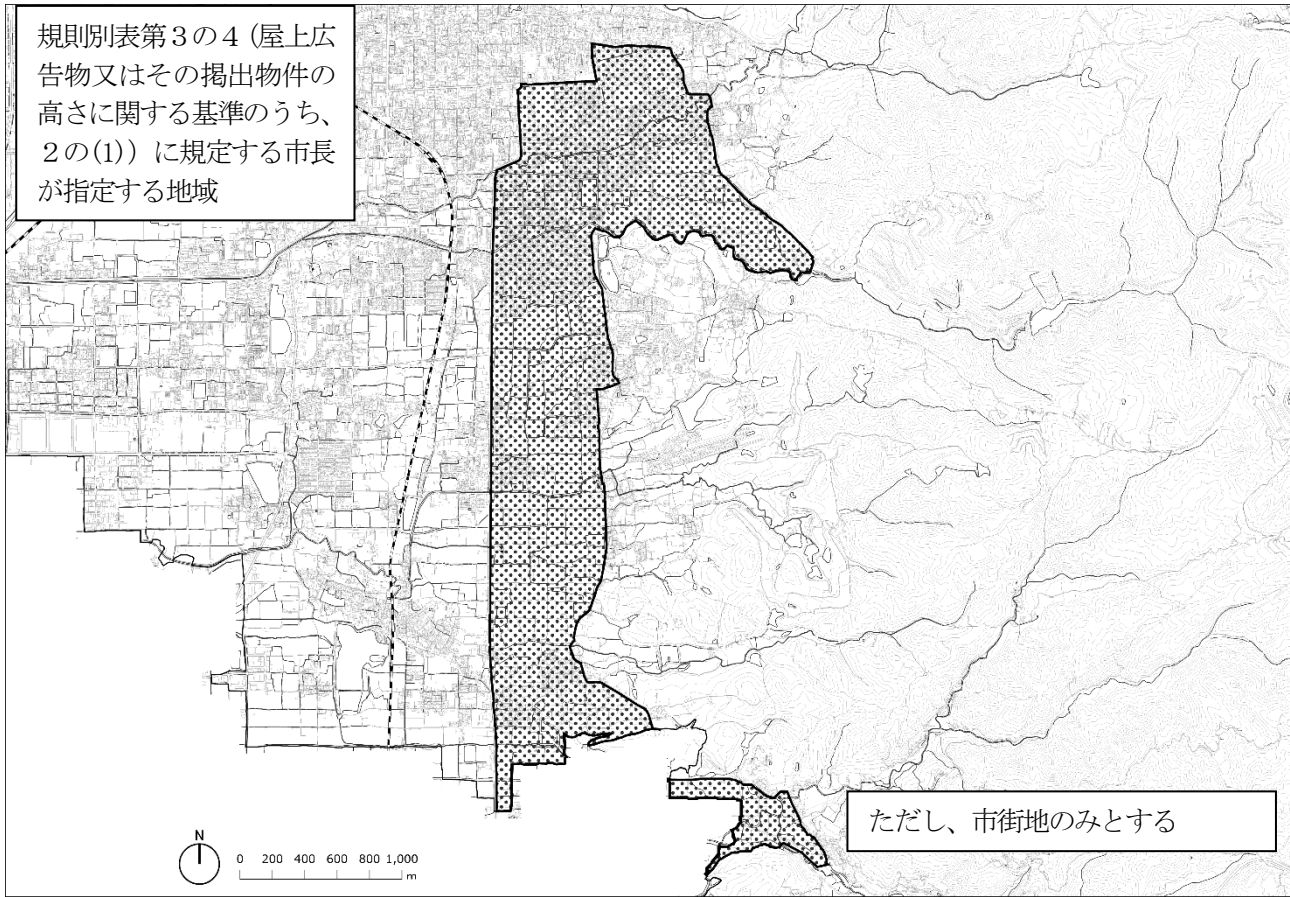 規則別表第３の４（屋上広
告物又はその掲出物件の
高さに関する基準のうち、
２の(1)）に規定する市長
が指定する地域
ただし、市街地のみとする
N
0 200 400 600 800 1,000
m